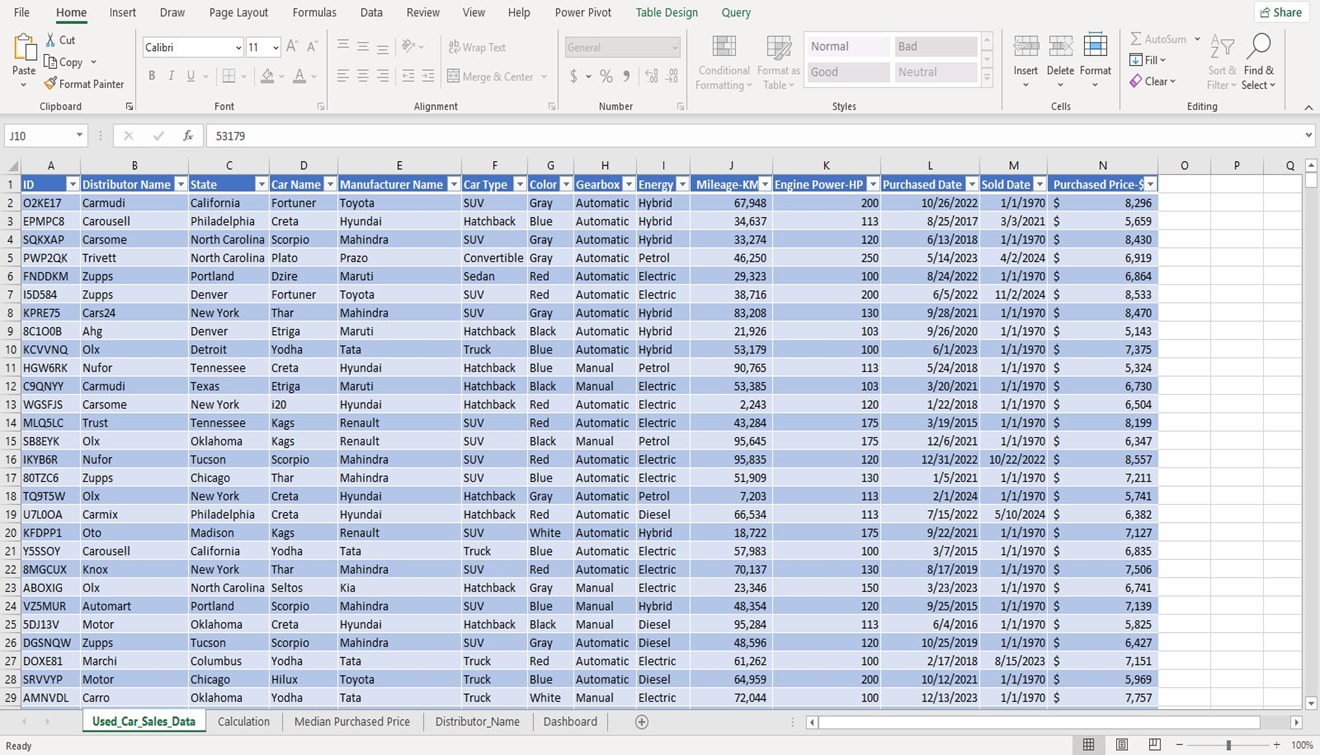 File Home Insert Draw Page Layout Formulas Data Review View Help Power Pivot Table Design Query Share
Paste Cut Copy Format Painter Clipboard
Calibri 11 A A B I U A Font
Wrap Text Merge & Center Alignment
General $ % Number
Conditional Formatting Format as Table Normal Bad Good Neutral Styles
Insert Delete Format Cells
AutoSum Fill Clear Sort & Filter Find & Select Editing
J10 fx 53179
A B C D E F G H I J K L M N O P Q
1 ID Distributor Name State Car Name Manufacturer Name Car Type Color Gearbox Energy Mileage-KM Engine Power-HP Purchased Date Sold Date Purchased Price-$
2 O2KE17 Carmudi California Fortuner Toyota SUV Gray Automatic Hybrid 67,948 200 10/26/2022 1/1/1970 $ 8,296
3 EPMPC8 Carousell Philadelphia Creta Hyundai Hatchback Blue Automatic Hybrid 34,637 113 8/25/2017 3/3/2021 $ 5,659
4 SQKXAP Carsome North Carolina Scorpio Mahindra SUV Gray Automatic Hybrid 33,274 120 6/13/2018 1/1/1970 $ 8,430
5 PWP2QK Trivett North Carolina Plato Prazo Convertible Gray Automatic Petrol 46,250 250 5/14/2023 4/2/2024 $ 6,919
6 FNDDKM Zupps Portland Dzire Maruti Sedan Red Automatic Electric 29,323 100 8/24/2022 1/1/1970 $ 6,864
7 I5D584 Zupps Denver Fortuner Toyota SUV Red Automatic Electric 38,716 200 6/5/2022 11/2/2024 $ 8,533
8 KPRE75 Cars24 New York Thar Mahindra SUV Gray Automatic Hybrid 83,208 130 9/28/2021 1/1/1970 $ 8,470
9 8C1O0B Ahg Denver Etriga Maruti Hatchback Black Automatic Hybrid 21,926 103 9/26/2020 1/1/1970 $ 5,143
10 KCVVNQ Olx Detroit Yodha Tata Truck Blue Automatic Hybrid 53,179 100 6/1/2023 1/1/1970 $ 7,375
11 HGW6RK Nufor Tennessee Creta Hyundai Hatchback Blue Manual Petrol 90,765 113 5/24/2018 1/1/1970 $ 5,324
12 C9QNYY Carmudi Texas Etriga Maruti Hatchback Black Manual Electric 53,385 103 3/20/2021 1/1/1970 $ 6,730
13 WGSFJS Carsome New York i20 Hyundai Hatchback Red Automatic Electric 2,243 120 1/22/2018 1/1/1970 $ 6,504
14 MLQ5LC Trust Tennessee Kags Renault SUV Red Automatic Electric 43,284 175 3/19/2015 1/1/1970 $ 8,199
15 SB8EYK Olx Oklahoma Kags Renault SUV Black Manual Petrol 95,645 175 12/6/2021 1/1/1970 $ 6,347
16 IKYB6R Nufor Tucson Scorpio Mahindra SUV Red Automatic Electric 95,835 120 12/31/2022 10/22/2022 $ 8,557
17 80TZC6 Zupps Chicago Thar Mahindra SUV Blue Automatic Electric 51,909 130 1/5/2021 1/1/1970 $ 7,211
18 TQ9T5W Olx New York Creta Hyundai Hatchback Gray Automatic Petrol 7,203 113 2/1/2024 1/1/1970 $ 5,741
19 U7L0OA Carmix Philadelphia Creta Hyundai Hatchback Red Automatic Diesel 66,534 113 7/15/2022 5/10/2024 $ 6,382
20 KFDPP1 Oto Madison Kags Renault SUV White Automatic Hybrid 18,722 175 9/22/2021 1/1/1970 $ 7,127
21 Y5SSOY Carousell California Yodha Tata Truck Blue Automatic Electric 57,983 100 3/7/2015 1/1/1970 $ 6,835
22 8MGCUX Knox New York Thar Mahindra SUV Red Automatic Electric 70,137 130 8/17/2019 1/1/1970 $ 7,506
23 ABOXIG Olx North Carolina Seltos Kia Hatchback Gray Manual Electric 23,346 150 3/23/2023 1/1/1970 $ 6,741
24 VZ5MUR Automart Portland Scorpio Mahindra SUV Blue Manual Hybrid 48,354 120 9/25/2015 1/1/1970 $ 7,139
25 5DJ13V Motor Oklahoma Creta Hyundai Hatchback Black Manual Diesel 95,284 113 6/4/2016 1/1/1970 $ 5,825
26 DGSNQW Zupps Tucson Scorpio Mahindra SUV Gray Automatic Diesel 48,596 120 10/25/2019 1/1/1970 $ 6,427
27 DOXE81 Marchi Columbus Yodha Tata Truck Red Automatic Diesel 61,262 100 2/17/2018 8/15/2023 $ 7,151
28 SRVVYP Motor Chicago Hilux Toyota Truck Blue Automatic Diesel 64,959 200 10/12/2021 1/1/1970 $ 5,969
29 AMNVDL Carro Oklahoma Yodha Tata Truck White Manual Electric 72,044 100 12/13/2023 1/1/1970 $ 7,757
Used_Car_Sales_Data Calculation Median Purchased Price Distributor_Name Dashboard
Ready 100%